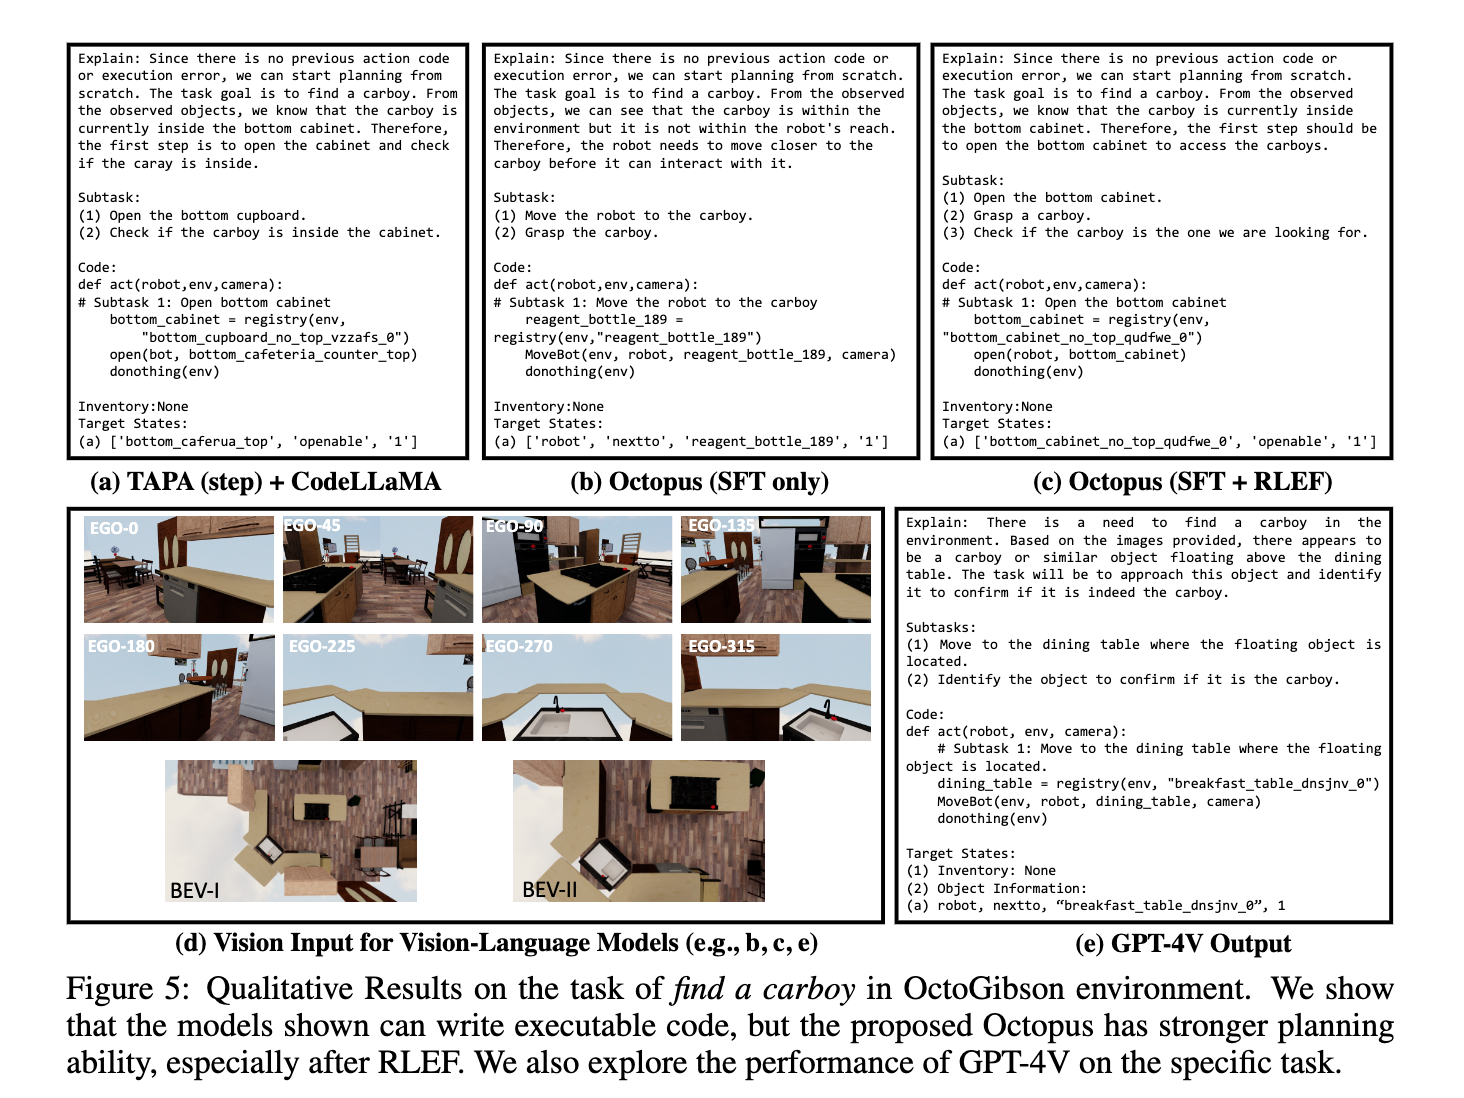 Explain: Since there is no previous action code
or execution error, we can start planning from
scratch. The task goal is to find a carboy. From
the observed objects, we know that the carboy is
currently inside the bottom cabinet. Therefore,
the first step is to open the cabinet and check
if the caray is inside.
Subtask:
(1) Open the bottom cupboard.
(2) Check if the carboy is inside the cabinet.
Code:
def act(robot,env,camera):
# Subtask 1: Open bottom cabinet
bottom_cabinet = registry(env,
"bottom_cupboard_no_top_vzzafs_0")
open(bot, bottom_cafeteria_counter_top)
donothing(env)
Inventory:None
Target States:
(a) ['bottom_caferua_top', 'openable', '1']
(a) TAPA (step) + CodeLLaMA
Explain: Since there is no previous action code or
execution error, we can start planning from scratch.
The task goal is to find a carboy. From the observed
objects, we can see that the carboy is within the
environment but it is not within the robot's reach.
Therefore, the robot needs to move closer to the
carboy before it can interact with it.
Subtask:
(1) Move the robot to the carboy.
(2) Grasp the carboy.
Code:
def act(robot,env,camera):
# Subtask 1: Move the robot to the carboy
reagent_bottle_189 =
registry(env,"reagent_bottle_189")
MoveBot(env, robot, reagent_bottle_189, camera)
donothing(env)
Inventory:None
Target States:
(a) ['robot', 'nextto', 'reagent_bottle_189', '1']
(b) Octopus (SFT only)
Explain: Since there is no previous action code or
execution error, we can start planning from scratch.
The task goal is to find a carboy. From the observed
objects, we know that the carboy is currently inside
the bottom cabinet. Therefore, the first step should be
to open the bottom cabinet to access the carboys.
Subtask:
(1) Open the bottom cabinet.
(2) Grasp a carboy.
(3) Check if the carboy is the one we are looking for.
Code:
def act(robot,env,camera):
# Subtask 1: Open the bottom cabinet
bottom_cabinet = registry(env,
"bottom_cabinet_no_top_qudfwe_0")
open(robot, bottom_cabinet)
donothing(env)
Inventory:None
Target States:
(a) ['bottom_cabinet_no_top_qudfwe_0', 'openable', '1']
(c) Octopus (SFT + RLEF)
EGO-0
EGO-45
EGO-90
EGO-135
EGO-180
EGO-225
EGO-270
EGO-315
BEV-I
BEV-II
(d) Vision Input for Vision-Language Models (e.g., b, c, e)
Explain: There is a need to find a carboy in the
environment. Based on the images provided, there appears to
be a carboy or similar object floating above the dining
table. The task will be to approach this object and identify
it to confirm if it is indeed the carboy.
Subtasks:
(1) Move to the dining table where the floating object is
located.
(2) Identify the object to confirm if it is the carboy.
Code:
def act(robot, env, camera):
# Subtask 1: Move to the dining table where the floating
object is located.
dining_table = registry(env, "breakfast_table_dnsjnv_0")
MoveBot(env, robot, dining_table, camera)
donothing(env)
Target States:
(1) Inventory: None
(2) Object Information:
(a) robot, nextto, “breakfast_table_dnsjnv_0”, 1
(e) GPT-4V Output
Figure 5: Qualitative Results on the task of find a carboy in OctoGibson environment. We show
that the models shown can write executable code, but the proposed Octopus has stronger planning
ability, especially after RLEF. We also explore the performance of GPT-4V on the specific task.